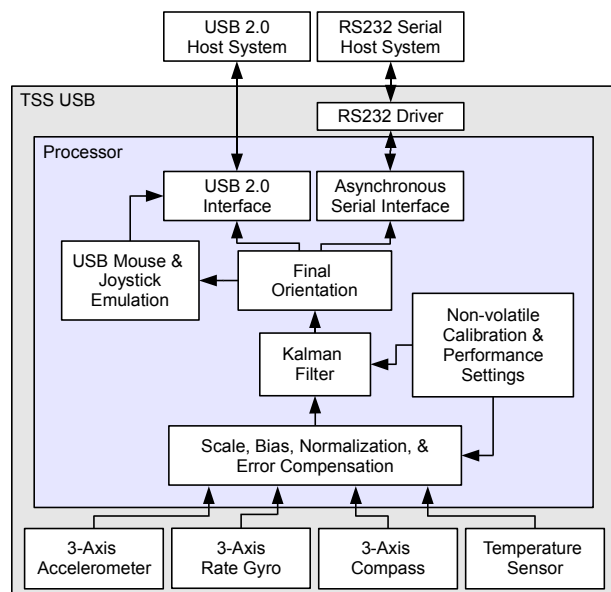 USB 2.0
Host System
RS232 Serial
Host System
TSS USB
RS232 Driver
Processor
USB 2.0
Interface
Asynchronous
Serial Interface
USB Mouse &
Joystick
Emulation
Final
Orientation
Non-volatile
Calibration &
Performance
Settings
Kalman
Filter
Scale, Bias, Normalization, &
Error Compensation
3-Axis
Accelerometer
3-Axis
Rate Gyro
3-Axis
Compass
Temperature
Sensor